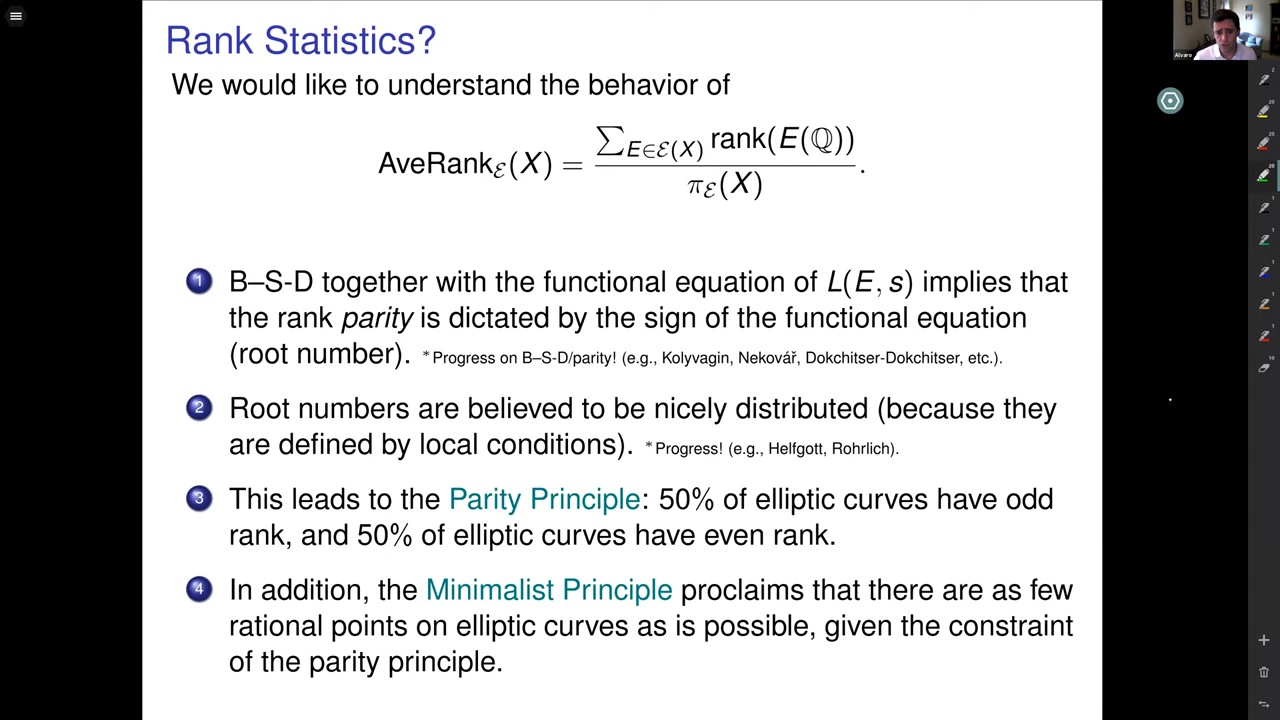 Rank Statistics?
We would like to understand the behavior of
AveRank_ℰ(X) = ∑_{E∈ℰ(X)} rank(E(ℚ)) / π_ℰ(X) .
1 B–S-D together with the functional equation of L(E, s) implies that
the rank parity is dictated by the sign of the functional equation
(root number). *Progress on B–S-D/parity! (e.g., Kolyvagin, Nekovář, Dokchitser-Dokchitser, etc.).
2 Root numbers are believed to be nicely distributed (because they
are defined by local conditions). *Progress! (e.g., Helfgott, Rohrlich).
3 This leads to the Parity Principle: 50% of elliptic curves have odd
rank, and 50% of elliptic curves have even rank.
4 In addition, the Minimalist Principle proclaims that there are as few
rational points on elliptic curves as is possible, given the constraint
of the parity principle.
Alvaro